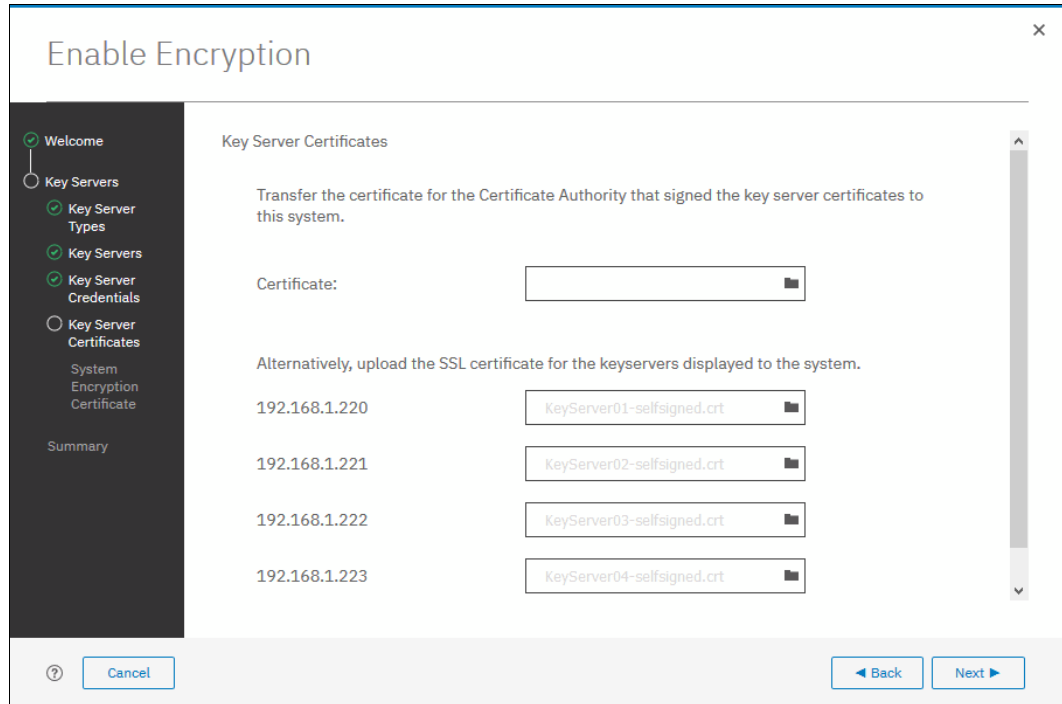 Enable Encryption
×
Welcome
Key Servers
Key Server
Types
Key Servers
Key Server
Credentials
Key Server
Certificates
System
Encryption
Certificate
Summary
Key Server Certificates
Transfer the certificate for the Certificate Authority that signed the key server certificates to
this system.
Certificate:
Alternatively, upload the SSL certificate for the keyservers displayed to the system.
192.168.1.220 KeyServer01-selfsigned.crt
192.168.1.221 KeyServer02-selfsigned.crt
192.168.1.222 KeyServer03-selfsigned.crt
192.168.1.223 KeyServer04-selfsigned.crt
? Cancel Back Next